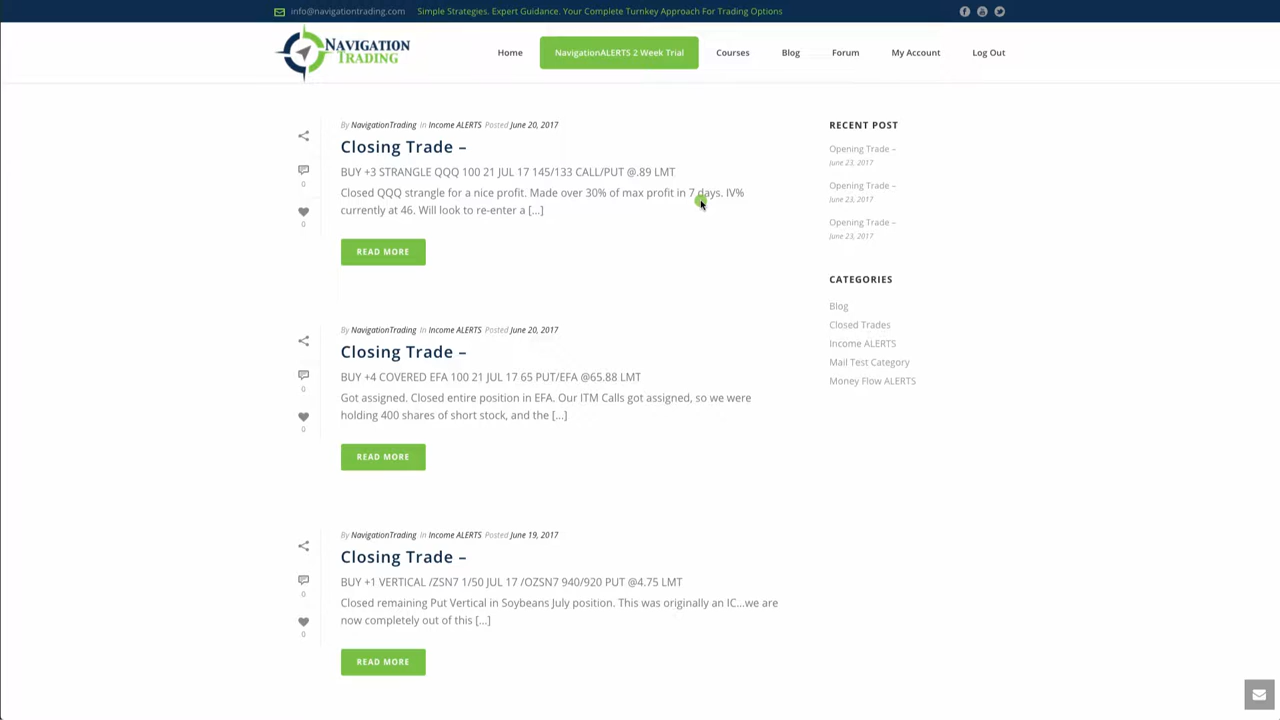 info@navigationtrading.com Simple Strategies. Expert Guidance. Your Complete Turnkey Approach For Trading Options
NAVIGATION
TRADING
Home NavigationALERTS 2 Week Trial Courses Blog Forum My Account Log Out
By NavigationTrading In Income ALERTS Posted June 20, 2017
Closing Trade –
BUY +3 STRANGLE QQQ 100 21 JUL 17 145/133 CALL/PUT @.89 LMT
Closed QQQ strangle for a nice profit. Made over 30% of max profit in 7 days. IV%
currently at 46. Will look to re-enter a [...]
0
0
READ MORE
By NavigationTrading In Income ALERTS Posted June 20, 2017
Closing Trade –
BUY +4 COVERED EFA 100 21 JUL 17 65 PUT/EFA @65.88 LMT
Got assigned. Closed entire position in EFA. Our ITM Calls got assigned, so we were
holding 400 shares of short stock, and the [...]
0
0
READ MORE
By NavigationTrading In Income ALERTS Posted June 19, 2017
Closing Trade –
BUY +1 VERTICAL /ZSN7 1/50 JUL 17 /OZSN7 940/920 PUT @4.75 LMT
Closed remaining Put Vertical in Soybeans July position. This was originally an IC...we are
now completely out of this [...]
0
0
READ MORE
RECENT POST
Opening Trade –
June 23, 2017
Opening Trade –
June 23, 2017
Opening Trade –
June 23, 2017
CATEGORIES
Blog
Closed Trades
Income ALERTS
Mail Test Category
Money Flow ALERTS